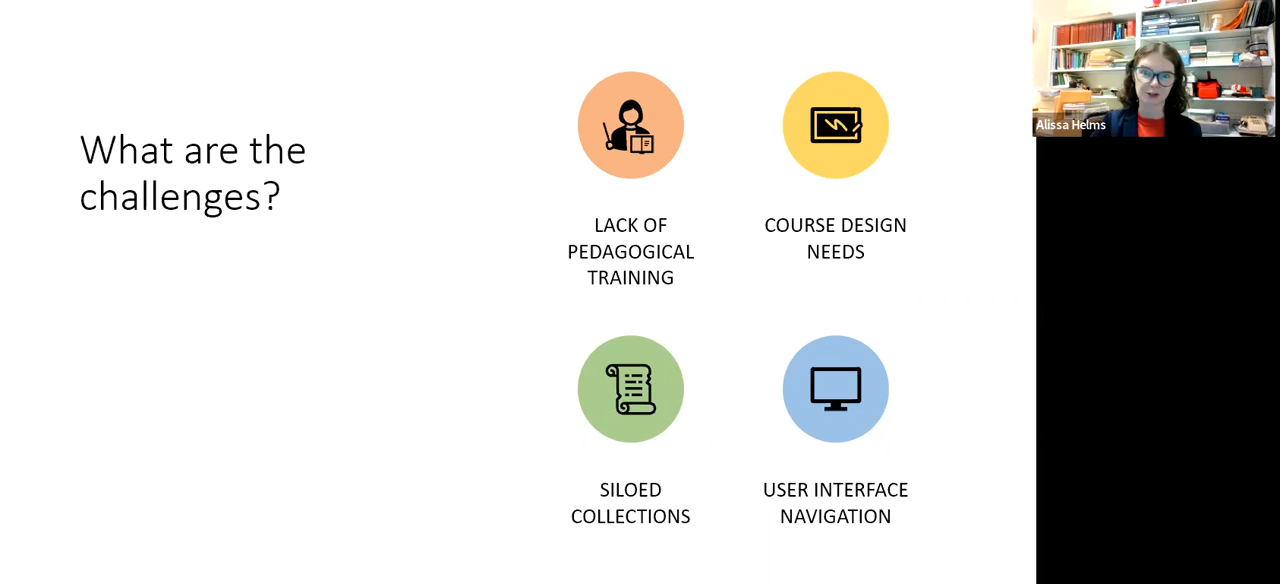 What are the
challenges?
LACK OF
PEDAGOGICAL
TRAINING
COURSE DESIGN
NEEDS
SILOED
COLLECTIONS
USER INTERFACE
NAVIGATION
Alissa Helms